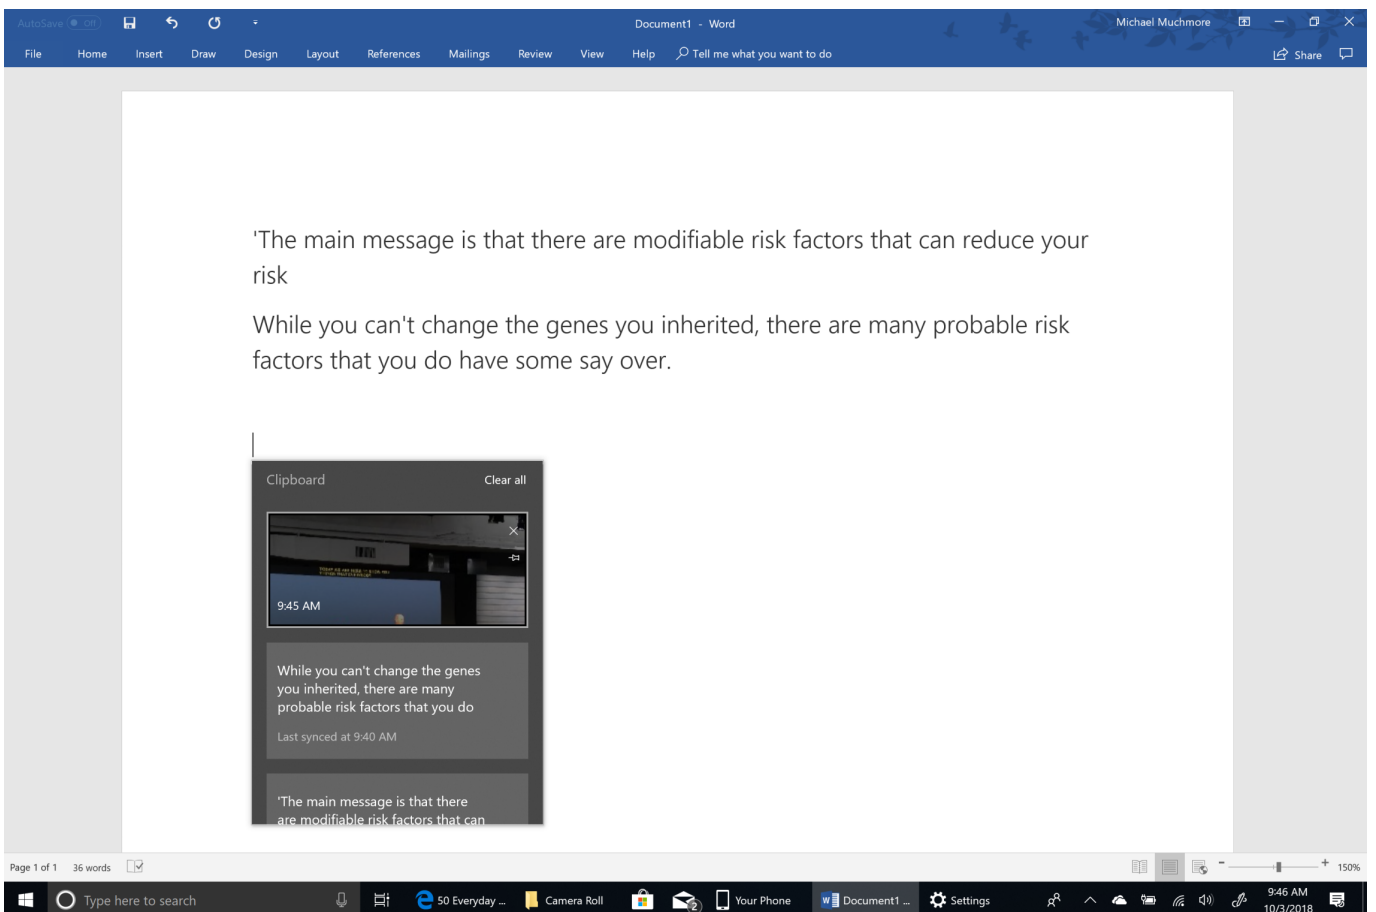 AutoSave Off
Document1 - Word
Michael Muchmore
File Home Insert Draw Design Layout References Mailings Review View Help Tell me what you want to do
Share
'The main message is that there are modifiable risk factors that can reduce your
risk
While you can't change the genes you inherited, there are many probable risk
factors that you do have some say over.
Clipboard Clear all
9:45 AM
While you can't change the genes
you inherited, there are many
probable risk factors that you do
Last synced at 9:40 AM
'The main message is that there
are modifiable risk factors that can
Page 1 of 1 36 words
150%
Type here to search
50 Everyday ...
Camera Roll
2
Your Phone
Document1 ...
Settings
9:46 AM
10/3/2018